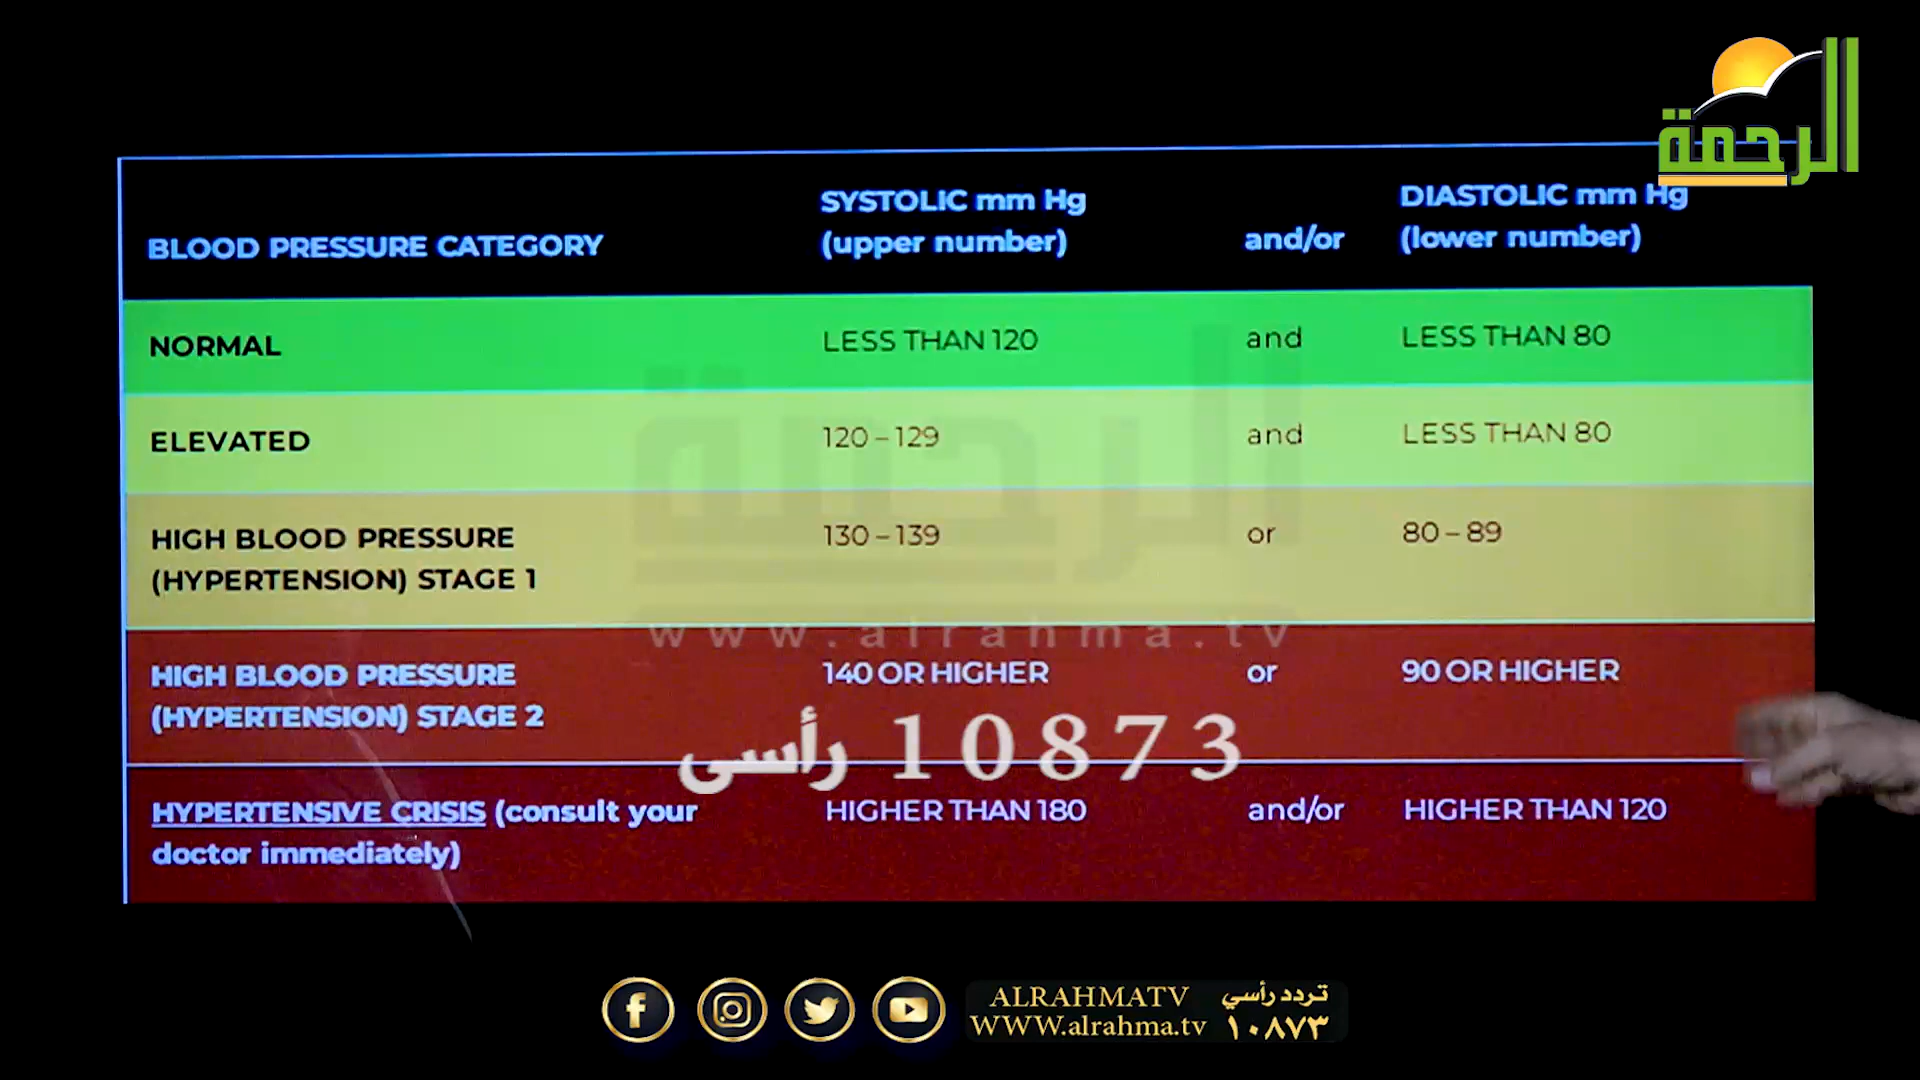 الرحمة
BLOOD PRESSURE CATEGORY
SYSTOLIC mm Hg
(upper number)
and/or
DIASTOLIC mm Hg
(lower number)
NORMAL
LESS THAN 120
and
LESS THAN 80
ELEVATED
120 – 129
and
LESS THAN 80
HIGH BLOOD PRESSURE
(HYPERTENSION) STAGE 1
130 – 139
or
80 – 89
HIGH BLOOD PRESSURE
(HYPERTENSION) STAGE 2
140 OR HIGHER
or
90 OR HIGHER
HYPERTENSIVE CRISIS (consult your
doctor immediately)
HIGHER THAN 180
and/or
HIGHER THAN 120
الرحمة
www.alrahma.tv
10873 رأسى
ALRAHMATV
WWW.alrahma.tv
تردد رأسي
١٠٨٧٣